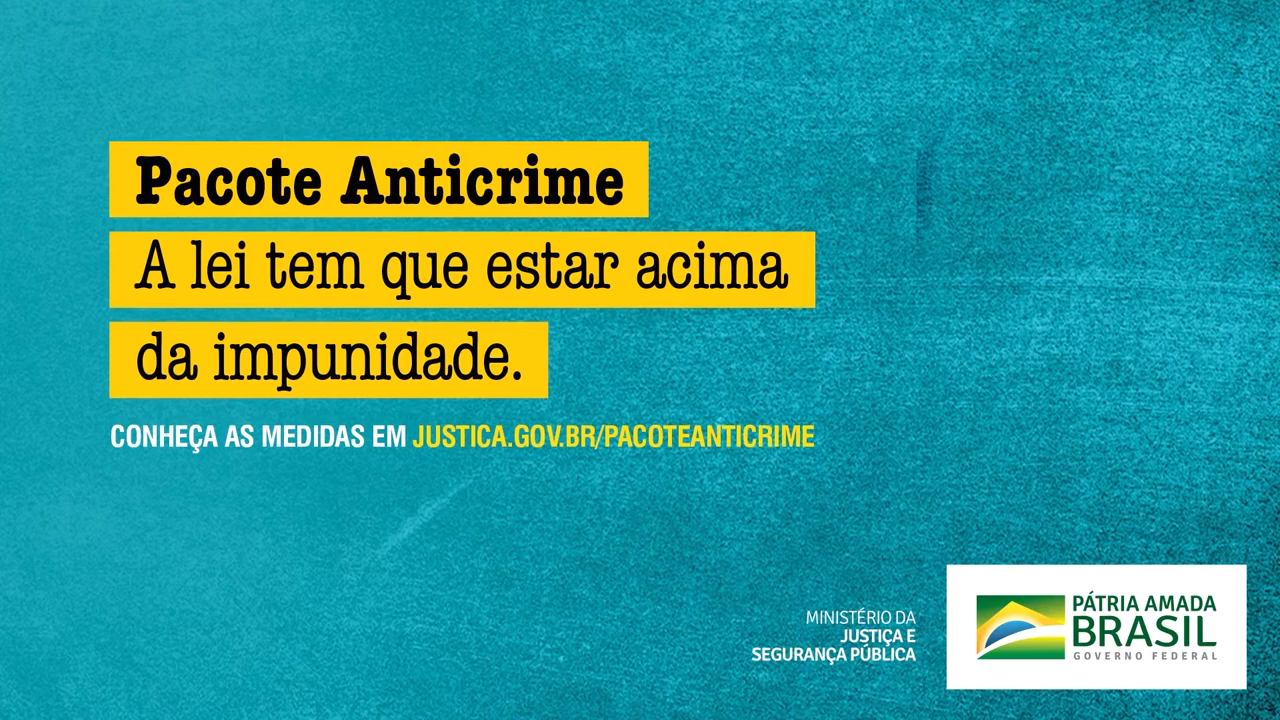 Pacote Anticrime
A lei tem que estar acima
da impunidade.
CONHEÇA AS MEDIDAS EM JUSTICA.GOV.BR/PACOTEANTICRIME
MINISTÉRIO DA
JUSTIÇA E
SEGURANÇA PÚBLICA
PÁTRIA AMADA
BRASIL
GOVERNO FEDERAL